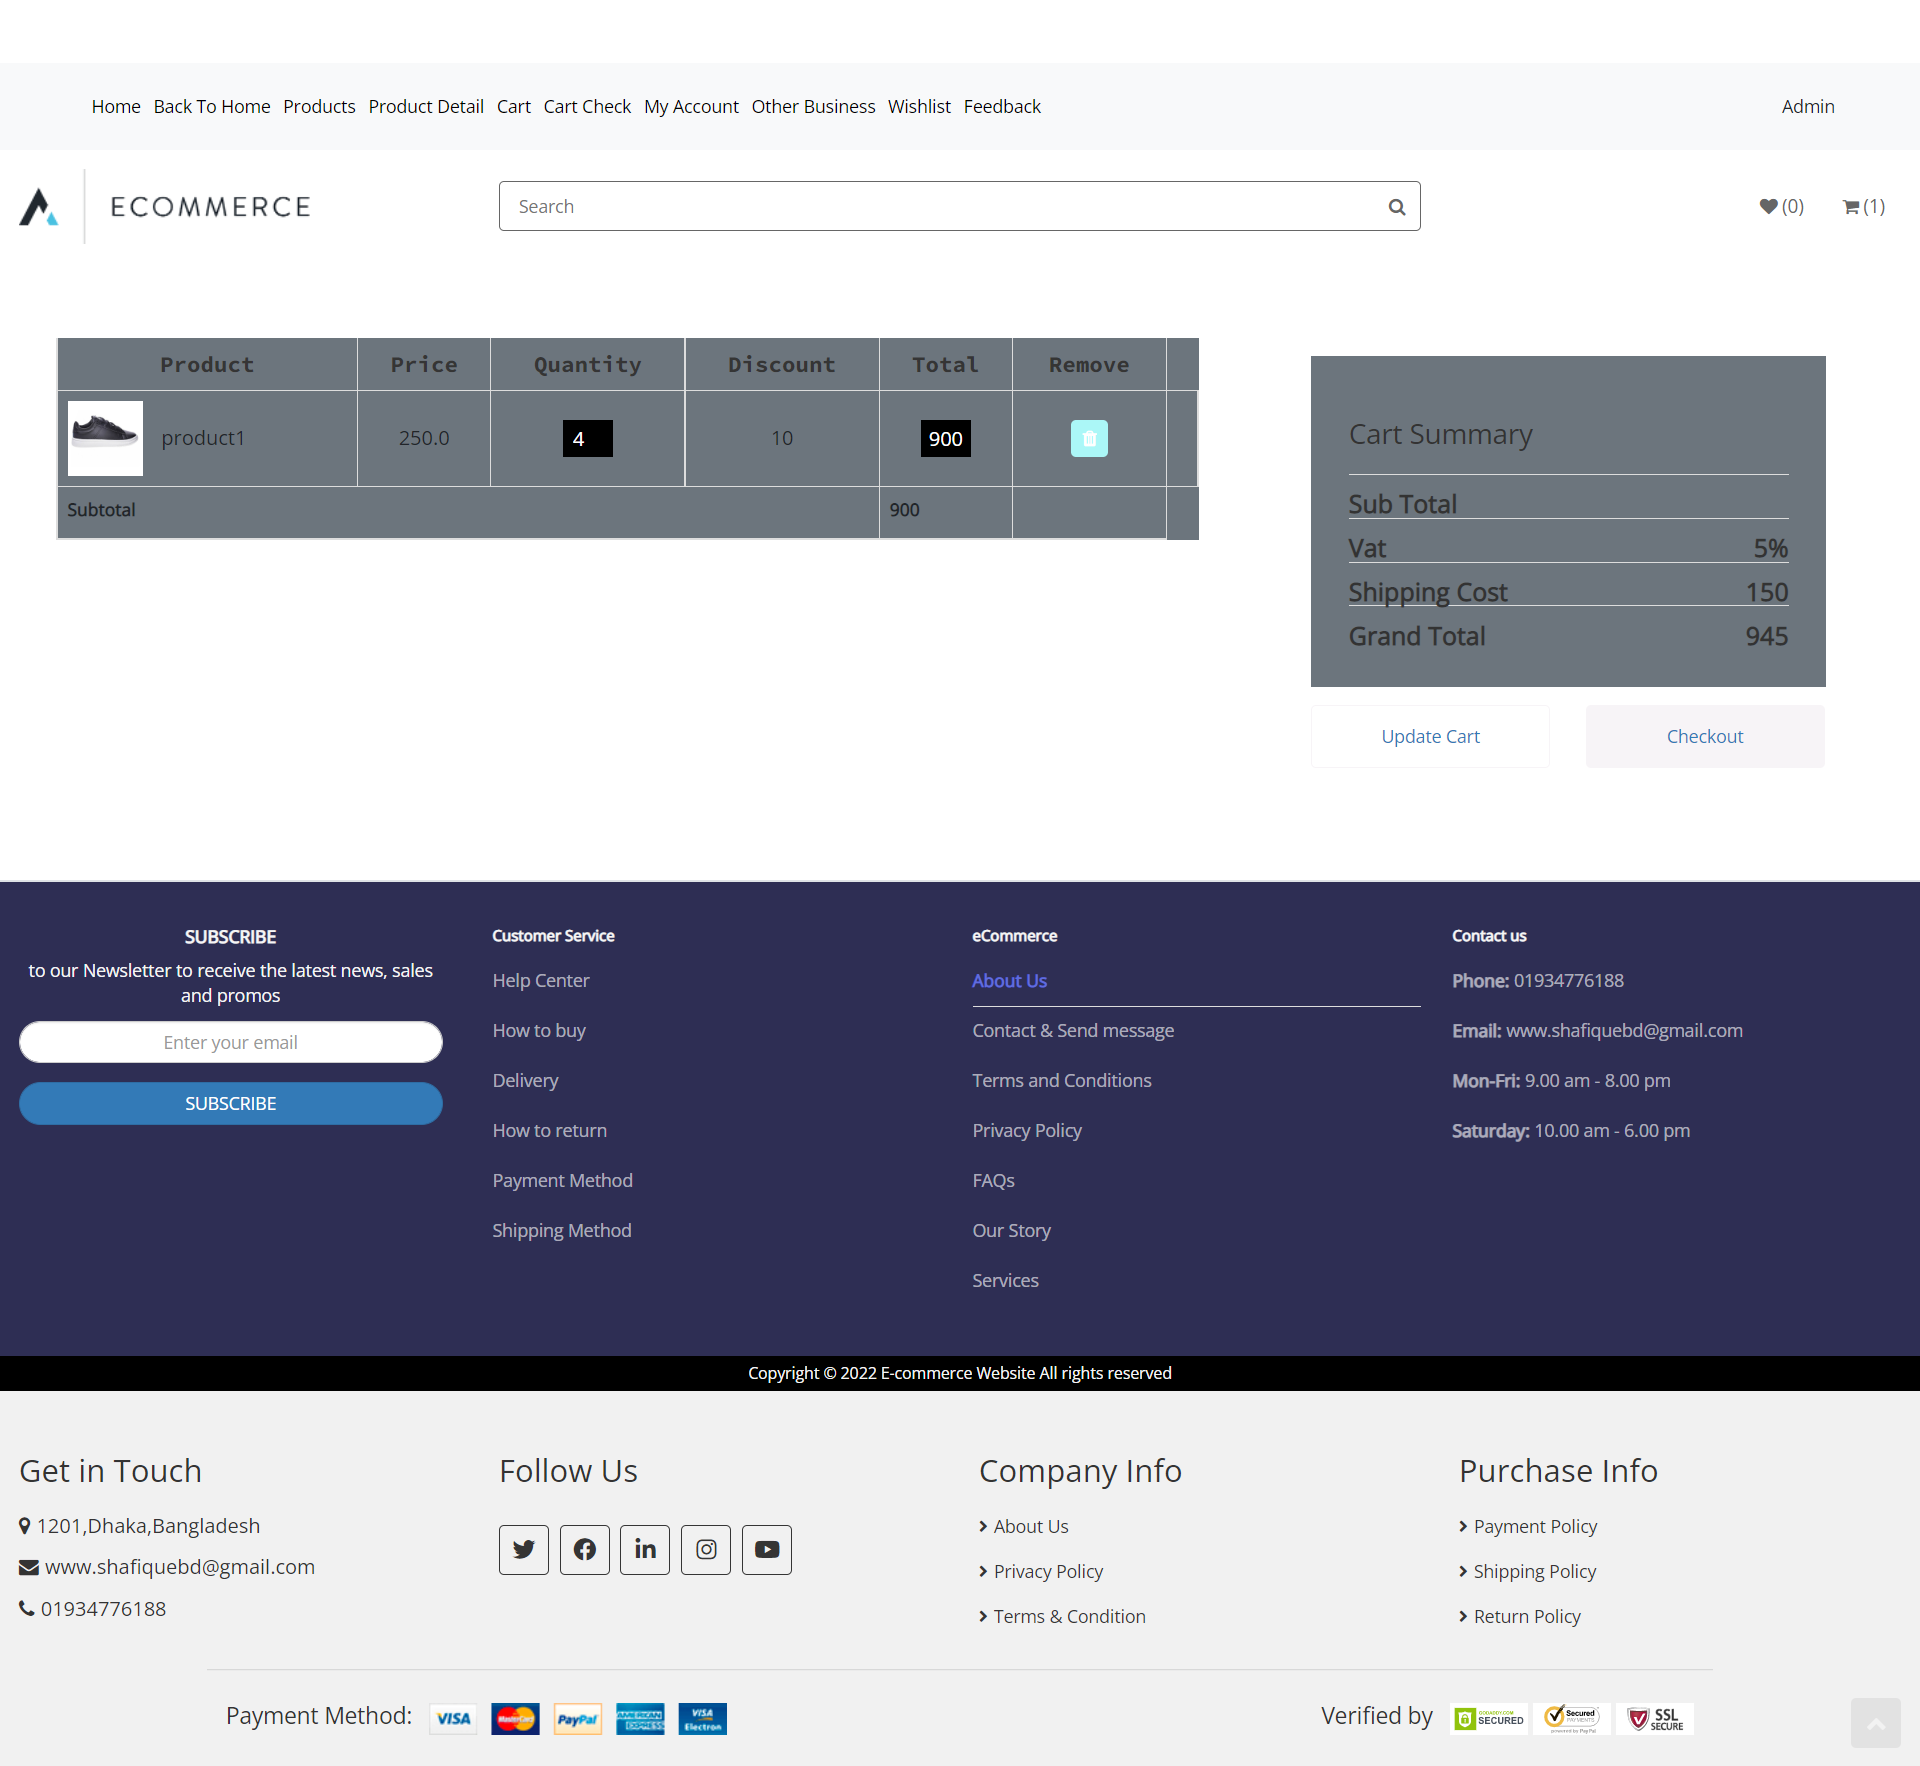 Home Back To Home Products Product Detail Cart Cart Check My Account Other Business Wishlist Feedback Admin
ECOMMERCE Search (0) (1)
Product Price Quantity Discount Total Remove
product1 250.0 4 10 900
Subtotal 900
Cart Summary
Sub Total
Vat 5%
Shipping Cost 150
Grand Total 945
Update Cart Checkout
SUBSCRIBE
to our Newsletter to receive the latest news, sales
and promos
Enter your email
SUBSCRIBE
Customer Service
Help Center
How to buy
Delivery
How to return
Payment Method
Shipping Method
eCommerce
About Us
Contact & Send message
Terms and Conditions
Privacy Policy
FAQs
Our Story
Services
Contact us
Phone: 01934776188
Email: www.shafiquebd@gmail.com
Mon-Fri: 9.00 am - 8.00 pm
Saturday: 10.00 am - 6.00 pm
Copyright © 2022 E-commerce Website All rights reserved
Get in Touch
1201,Dhaka,Bangladesh
www.shafiquebd@gmail.com
01934776188
Follow Us
Company Info
About Us
Privacy Policy
Terms & Condition
Purchase Info
Payment Policy
Shipping Policy
Return Policy
Payment Method: VISA MasterCard PayPal AMERICAN EXPRESS VISA Electron
Verified by GODADDY.COM SECURED Secured PAYMENTS powered by PayPal SSL SECURE